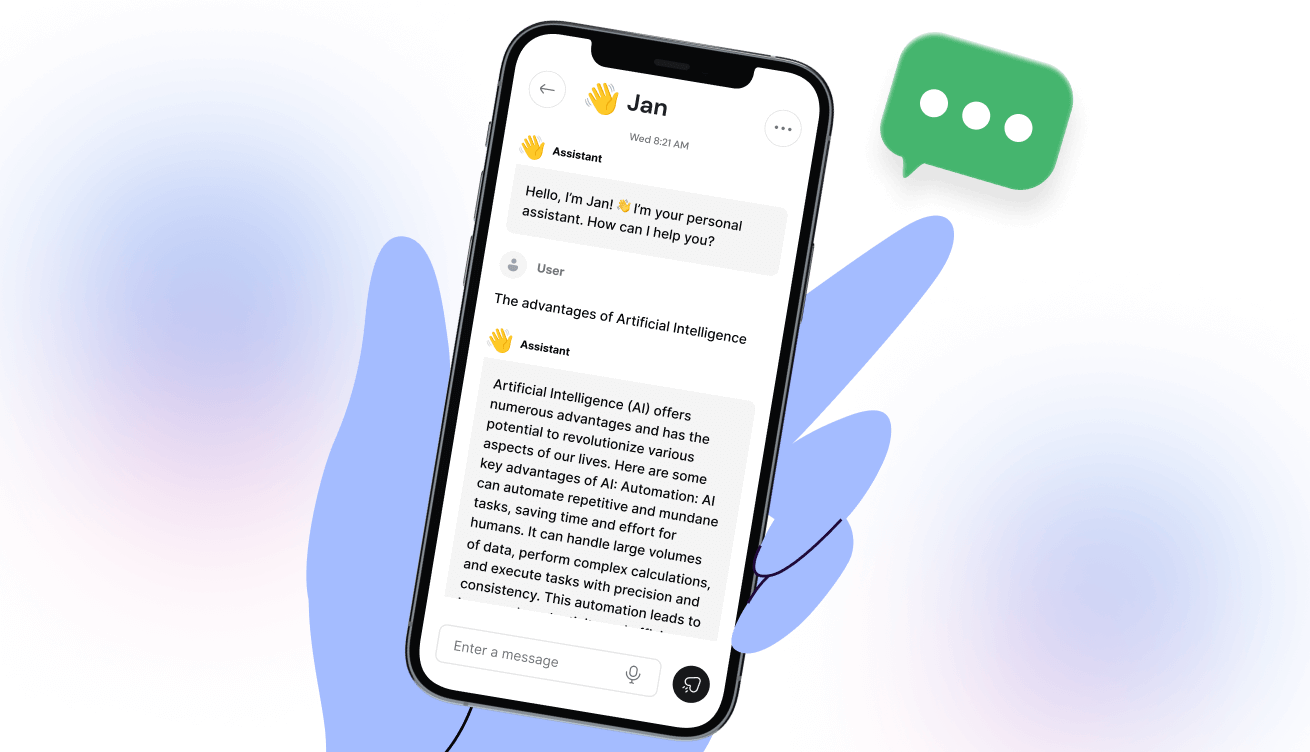 Jan
Wed 8:21 AM
Assistant
Hello, I'm Jan! 👋 I'm your personal
assistant. How can I help you?
User
The advantages of Artificial Intelligence
Assistant
Artificial Intelligence (AI) offers
numerous advantages and has the
potential to revolutionize various
aspects of our lives. Here are some
key advantages of AI: Automation: AI
can automate repetitive and mundane
tasks, saving time and effort for
humans. It can handle large volumes
of data, perform complex calculations,
and execute tasks with precision and
consistency. This automation leads to
Enter a message